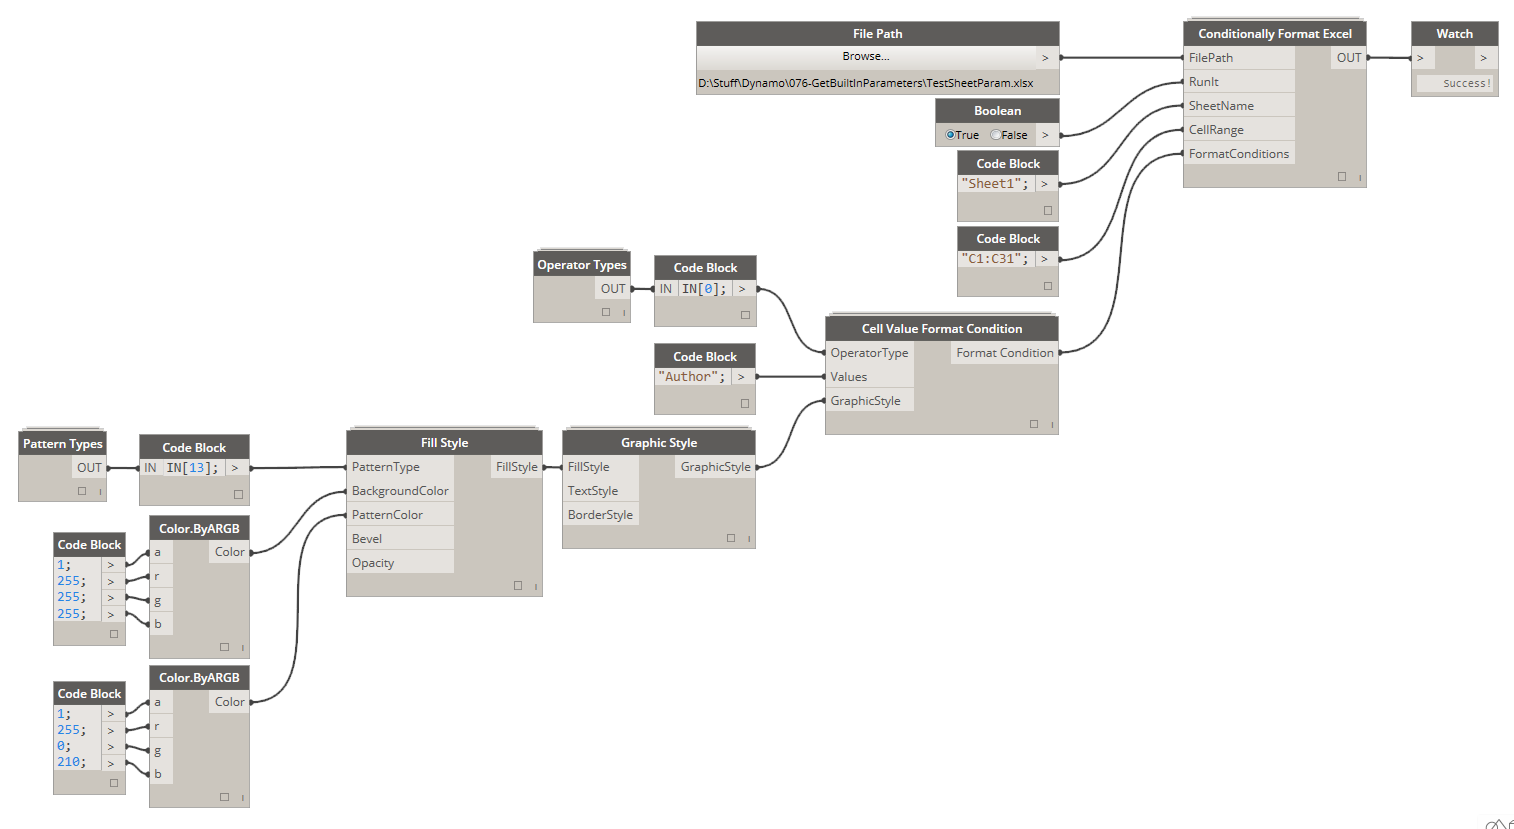 File Path
Browse... >
D:\Stuff\Dynamo\076-GetBuiltInParameters\TestSheetParam.xlsx
Conditionally Format Excel
FilePath OUT
RunIt
SheetName
CellRange
FormatConditions
Watch
> >
Success!
Boolean
True False >
Code Block
"Sheet1"; >
Code Block
"C1:C31"; >
Operator Types
OUT
Code Block
IN IN[0]; >
Cell Value Format Condition
OperatorType Format Condition
Values
GraphicStyle
Code Block
"Author"; >
Pattern Types
OUT
Code Block
IN IN[13]; >
Fill Style
PatternType FillStyle
BackgroundColor
PatternColor
Bevel
Opacity
Graphic Style
FillStyle GraphicStyle
TextStyle
BorderStyle
Code Block
1; >
255; >
255; >
255; >
Color.ByARGB
a Color
r
g
b
Code Block
1; >
255; >
0; >
210; >
Color.ByARGB
a Color
r
g
b